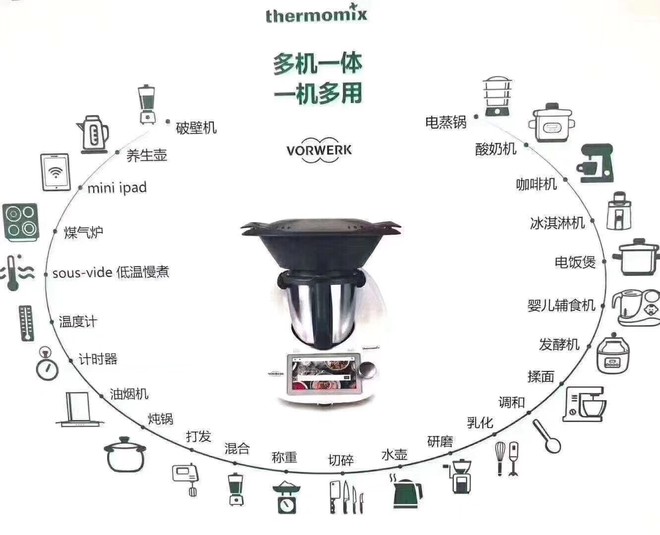 thermomix
多机一体
一机多用
VORWERK
破壁机
养生壶
mini ipad
煤气炉
sous-vide 低温慢煮
温度计
计时器
油烟机
炖锅
打发
混合
称重
切碎
水壶
研磨
乳化
调和
揉面
发酵机
婴儿辅食机
电饭煲
冰淇淋机
咖啡机
酸奶机
电蒸锅